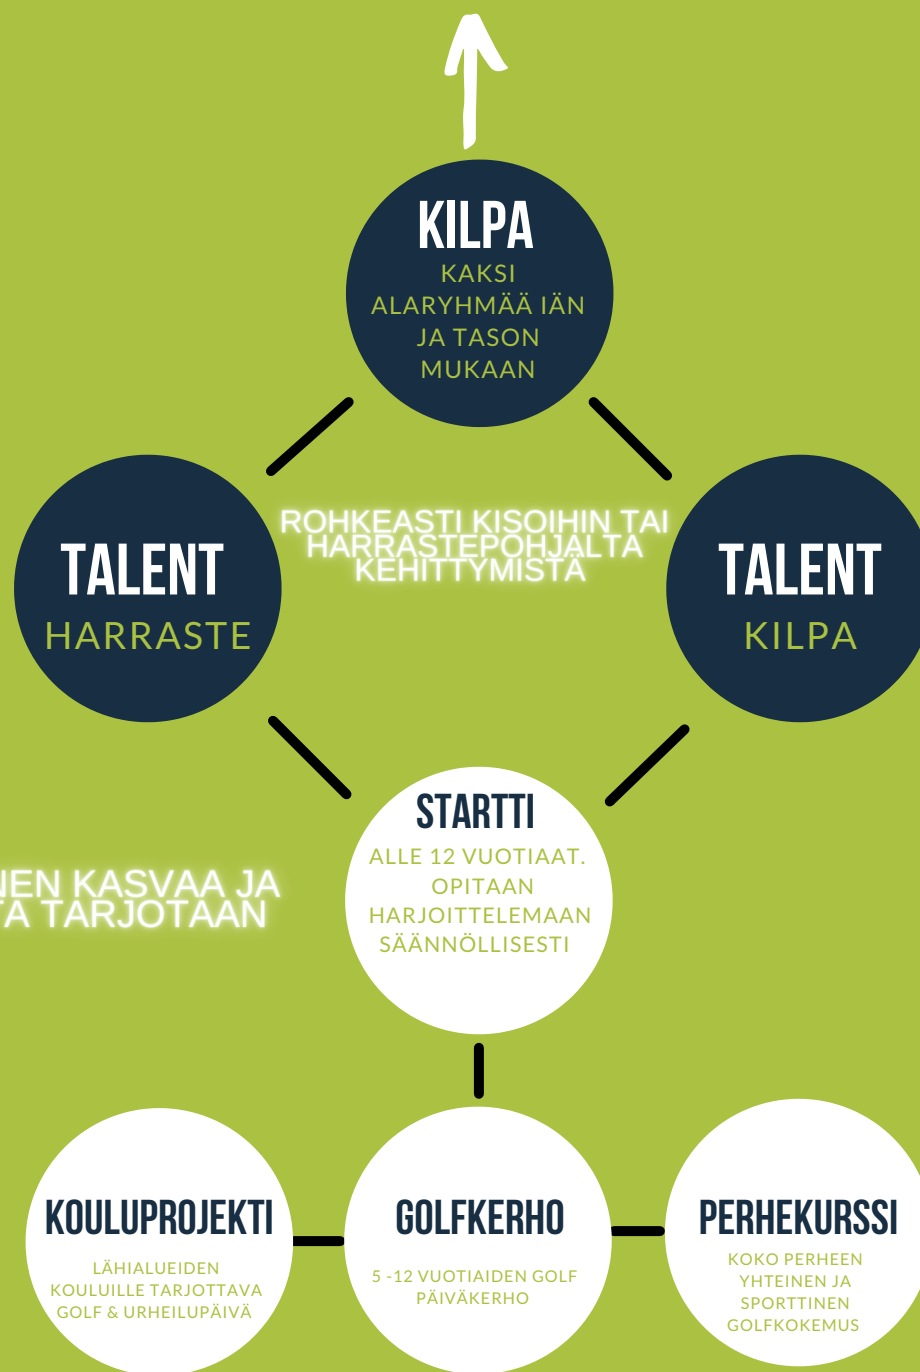 KILPA
KAKSI
ALARYHMÄÄ IÄN
JA TASON
MUKAAN
ROHKEASTI KISOIHIN TAI
HARRASTEPOHJALTA
KEHITTYMISTÄ
TALENT
HARRASTE
TALENT
KILPA
STARTTI
ALLE 12 VUOTIAAT.
OPITAAN
HARJOITTELEMAAN
SÄÄNNÖLLISESTI
KASVAA JA
TARJOTAAN
KOULUPROJEKTI
LÄHIALUEIDEN
KOULUILLE TARJOTTAVA
GOLF & URHEILUPÄIVÄ
GOLFKERHO
5 -12 VUOTIAIDEN GOLF
PÄIVÄKERHO
PERHEKURSSI
KOKO PERHEEN
YHTEINEN JA
SPORTTINEN
GOLFKOKEMUS